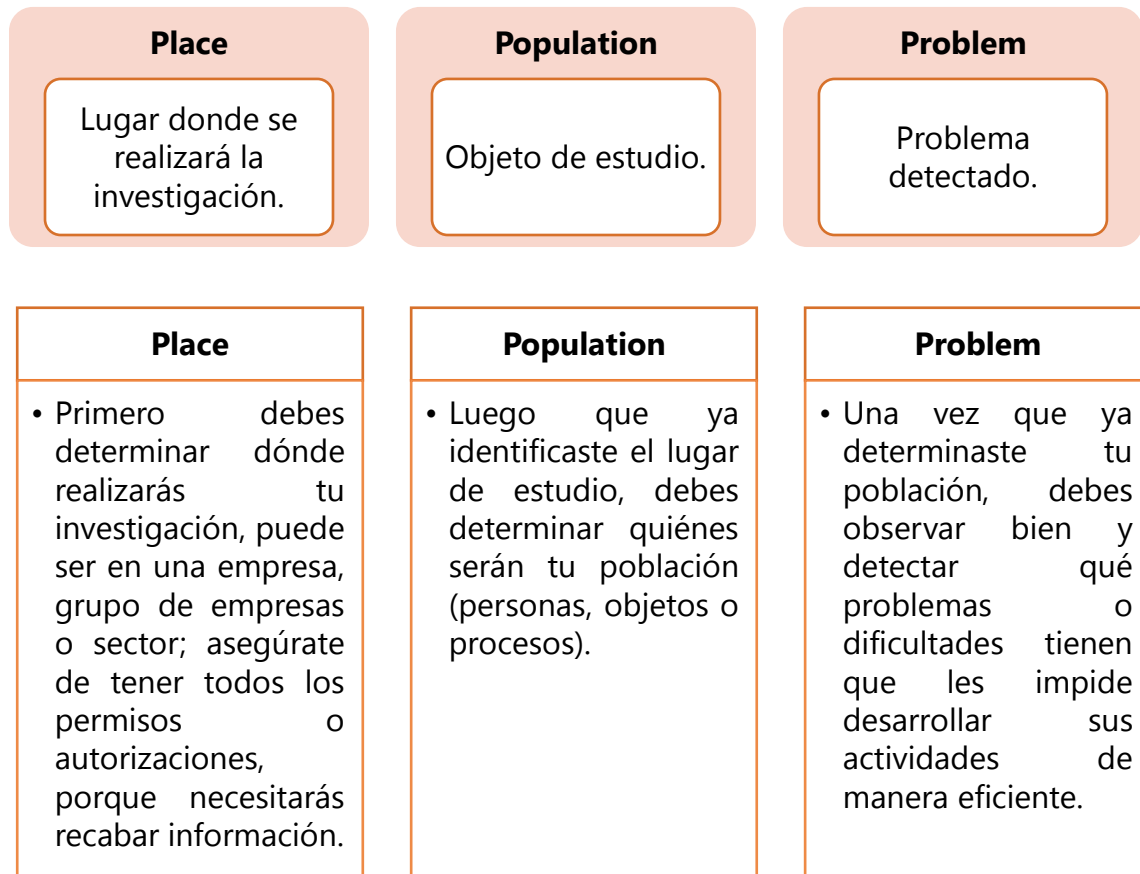 Place
Lugar donde se
realizará la
investigación.
Population
Objeto de estudio.
Problem
Problema
detectado.
Place
• Primero debes
determinar dónde
realizarás tu
investigación, puede
ser en una empresa,
grupo de empresas
o sector; asegúrate
de tener todos los
permisos o
autorizaciones,
porque necesitarás
recabar información.
Population
• Luego que ya
identificaste el lugar
de estudio, debes
determinar quiénes
serán tu población
(personas, objetos o
procesos).
Problem
• Una vez que ya
determinaste tu
población, debes
observar bien y
detectar qué
problemas o
dificultades tienen
que les impide
desarrollar sus
actividades de
manera eficiente.